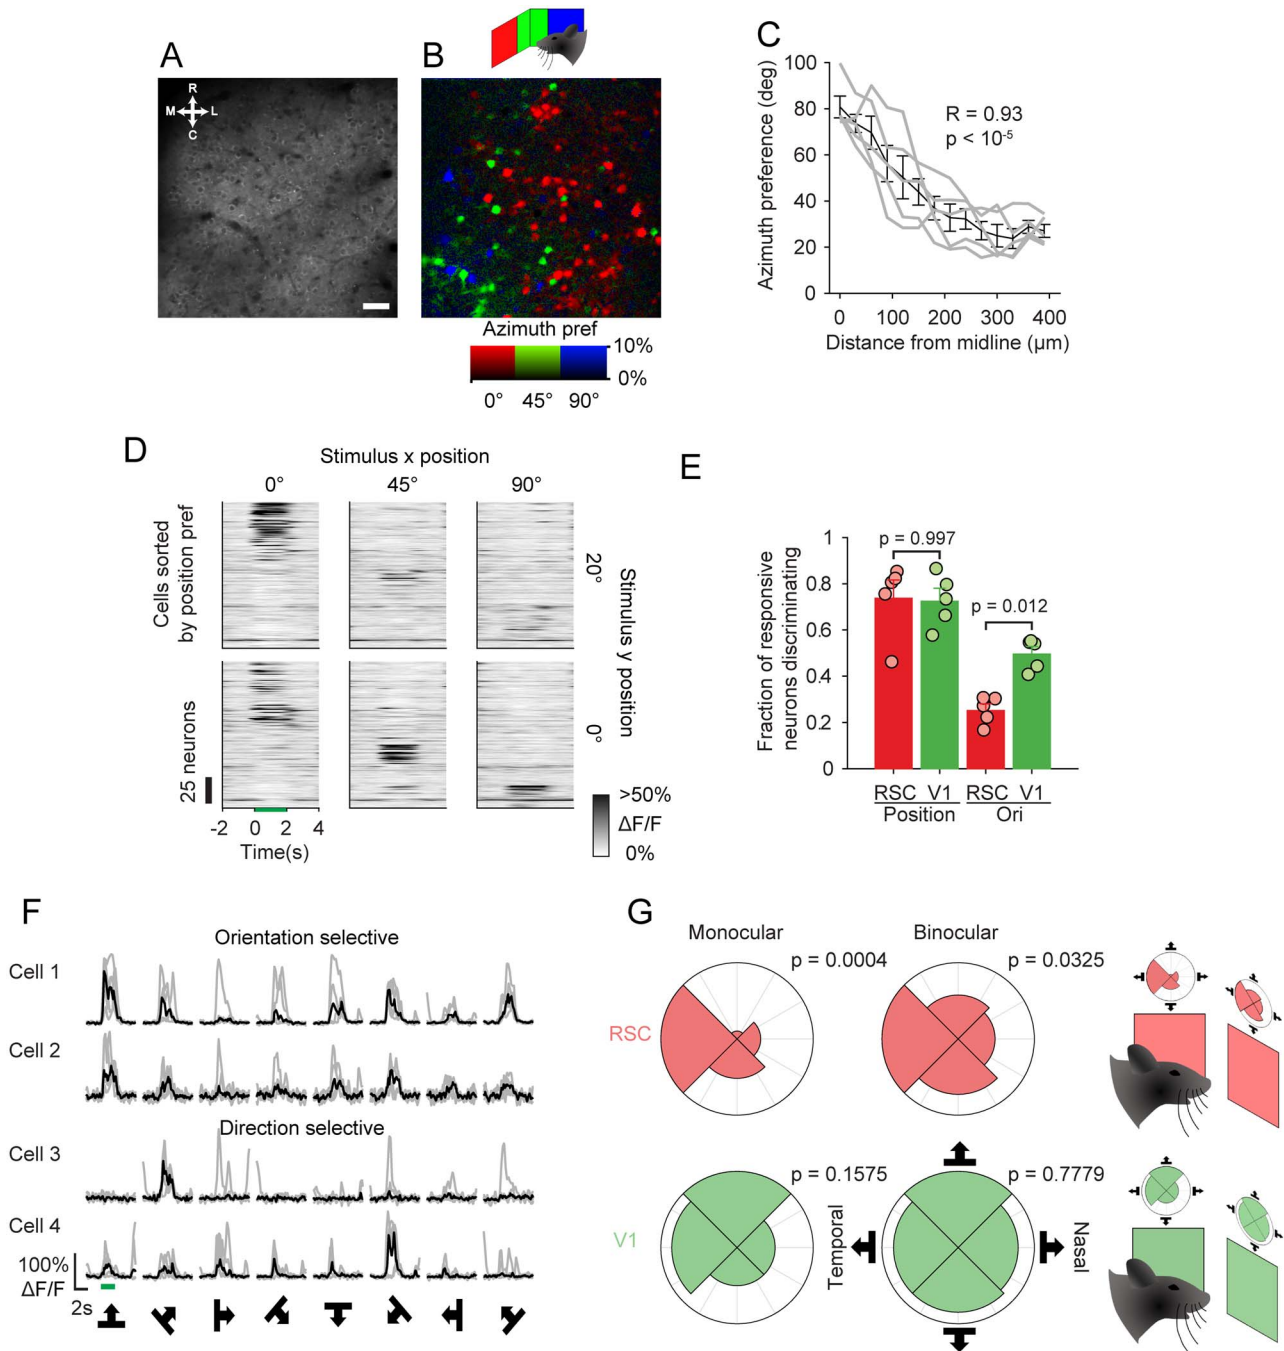 A
R
M L
C
B
Azimuth pref
10%
0%
0° 45° 90°
C
Azimuth preference (deg)
100
80
60
40
20
0
R = 0.93
p < 10⁻⁵
0 100 200 300 400
Distance from midline (µm)
D
Stimulus x position
0° 45° 90°
Cells sorted
by position pref
20°
0°
Stimulus y position
25 neurons
-2 0 2 4
Time(s)
>50%
ΔF/F
0%
E
Fraction of responsive
neurons discriminating
1
0.8
0.6
0.4
0.2
0
p = 0.997
p = 0.012
RSC V1 RSC V1
Position Ori
F
Orientation selective
Cell 1
Cell 2
Direction selective
Cell 3
Cell 4
100%
ΔF/F
2s
G
Monocular Binocular
p = 0.0004 p = 0.0325
RSC
p = 0.1575 p = 0.7779
V1
Temporal
Nasal